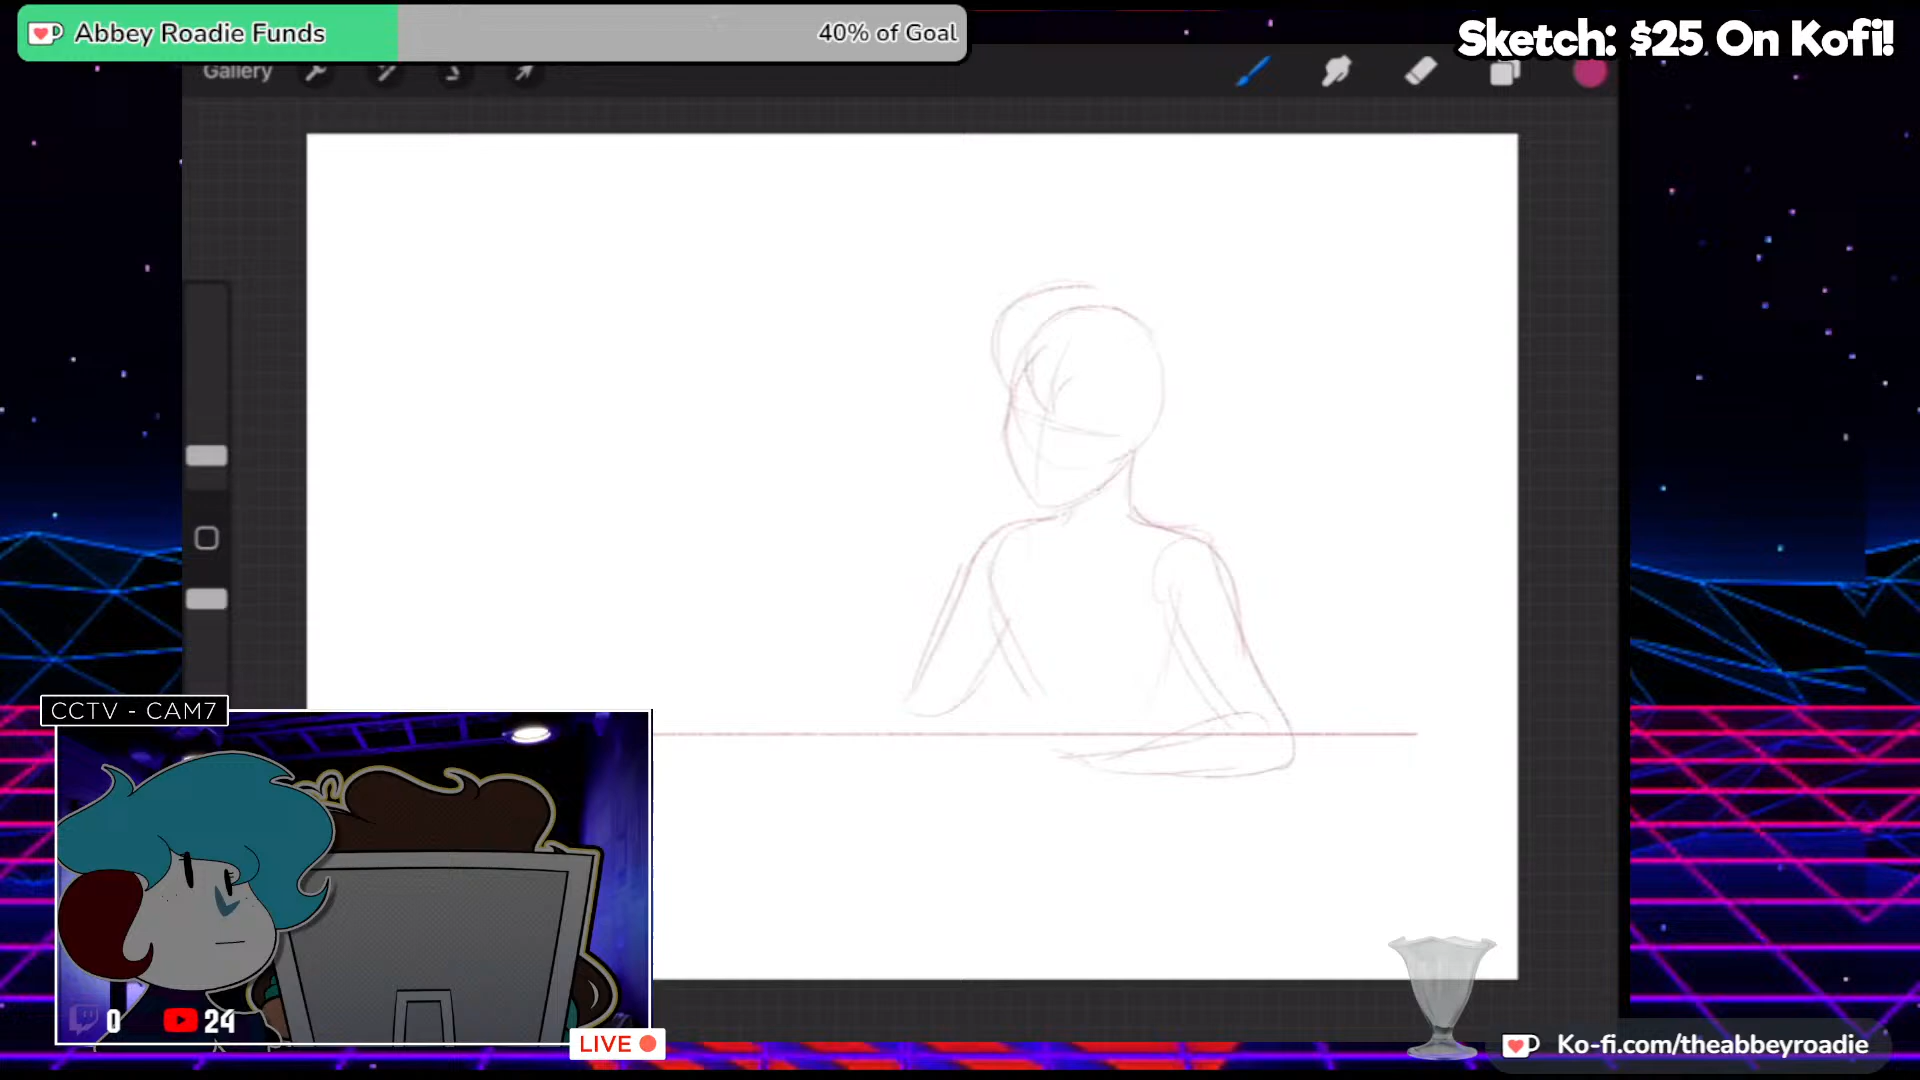 Abbey Roadie Funds
40% of Goal
Sketch: $25 On Kofi!
Gallery
CCTV - CAM7
0
24
LIVE
Ko-fi.com/theabbeyroadie